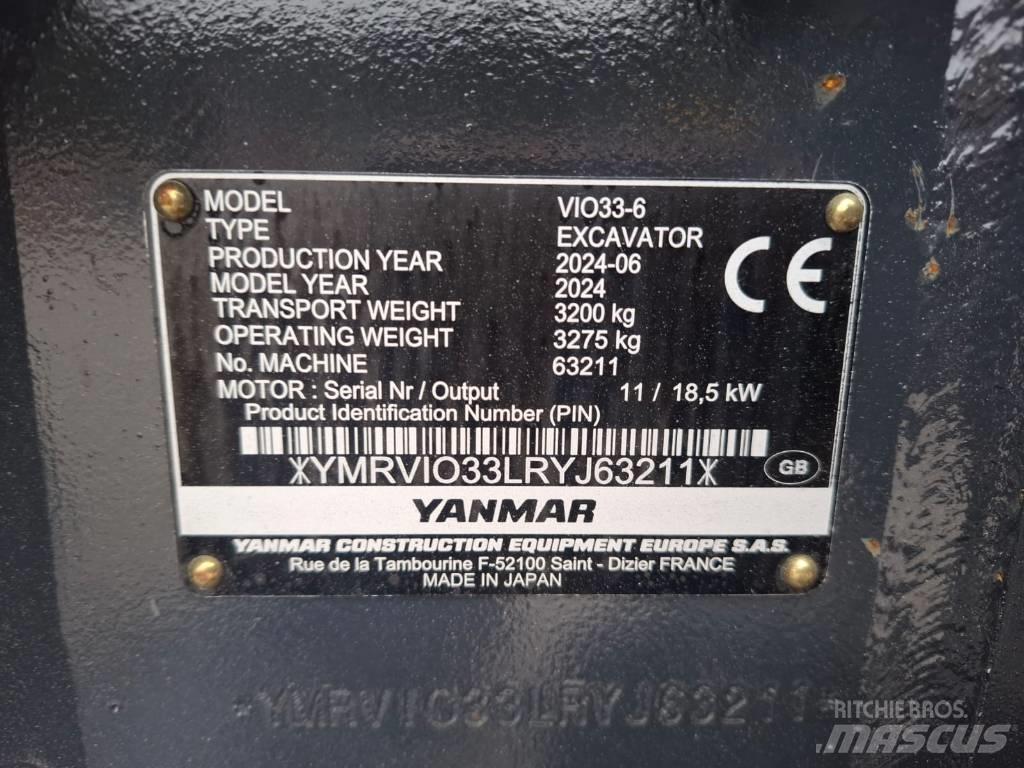 MODEL VIO33-6
TYPE EXCAVATOR
PRODUCTION YEAR 2024-06
MODEL YEAR 2024
TRANSPORT WEIGHT 3200 kg
OPERATING WEIGHT 3275 kg
No. MACHINE 63211
MOTOR : Serial Nr / Output 11 / 18,5 kW
Product Identification Number (PIN)
*YMRVIO33LRYJ63211*
GB
CE
YANMAR
YANMAR CONSTRUCTION EQUIPMENT EUROPE S.A.S.
Rue de la Tambourine F-52100 Saint - Dizier FRANCE
MADE IN JAPAN
*YMRVIO33LRYJ63211*
RITCHIE BROS.
MASCUS